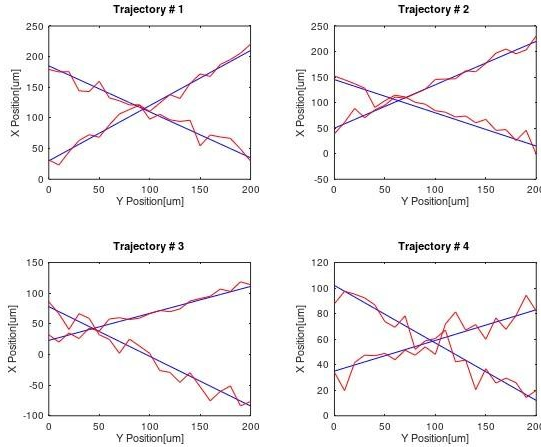 Trajectory # 1
250
200
150
100
50
0
X Position[um]
0 50 100 150 200
Y Position[um]
Trajectory # 2
250
200
150
100
50
0
-50
X Position[um]
0 50 100 150 200
Y Position[um]
Trajectory # 3
150
100
50
0
-50
-100
X Position[um]
0 50 100 150 200
Y Position[um]
Trajectory # 4
120
100
80
60
40
20
0
X Position[um]
0 50 100 150 200
Y Position[um]